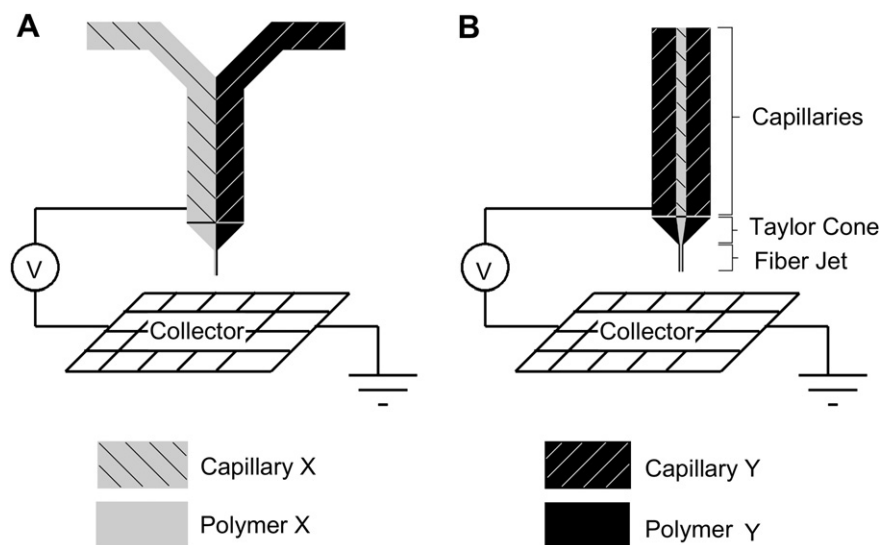 A
B
Capillaries
Taylor Cone
Fiber Jet
V
V
Collector
Collector
Capillary X
Capillary Y
Polymer X
Polymer Y